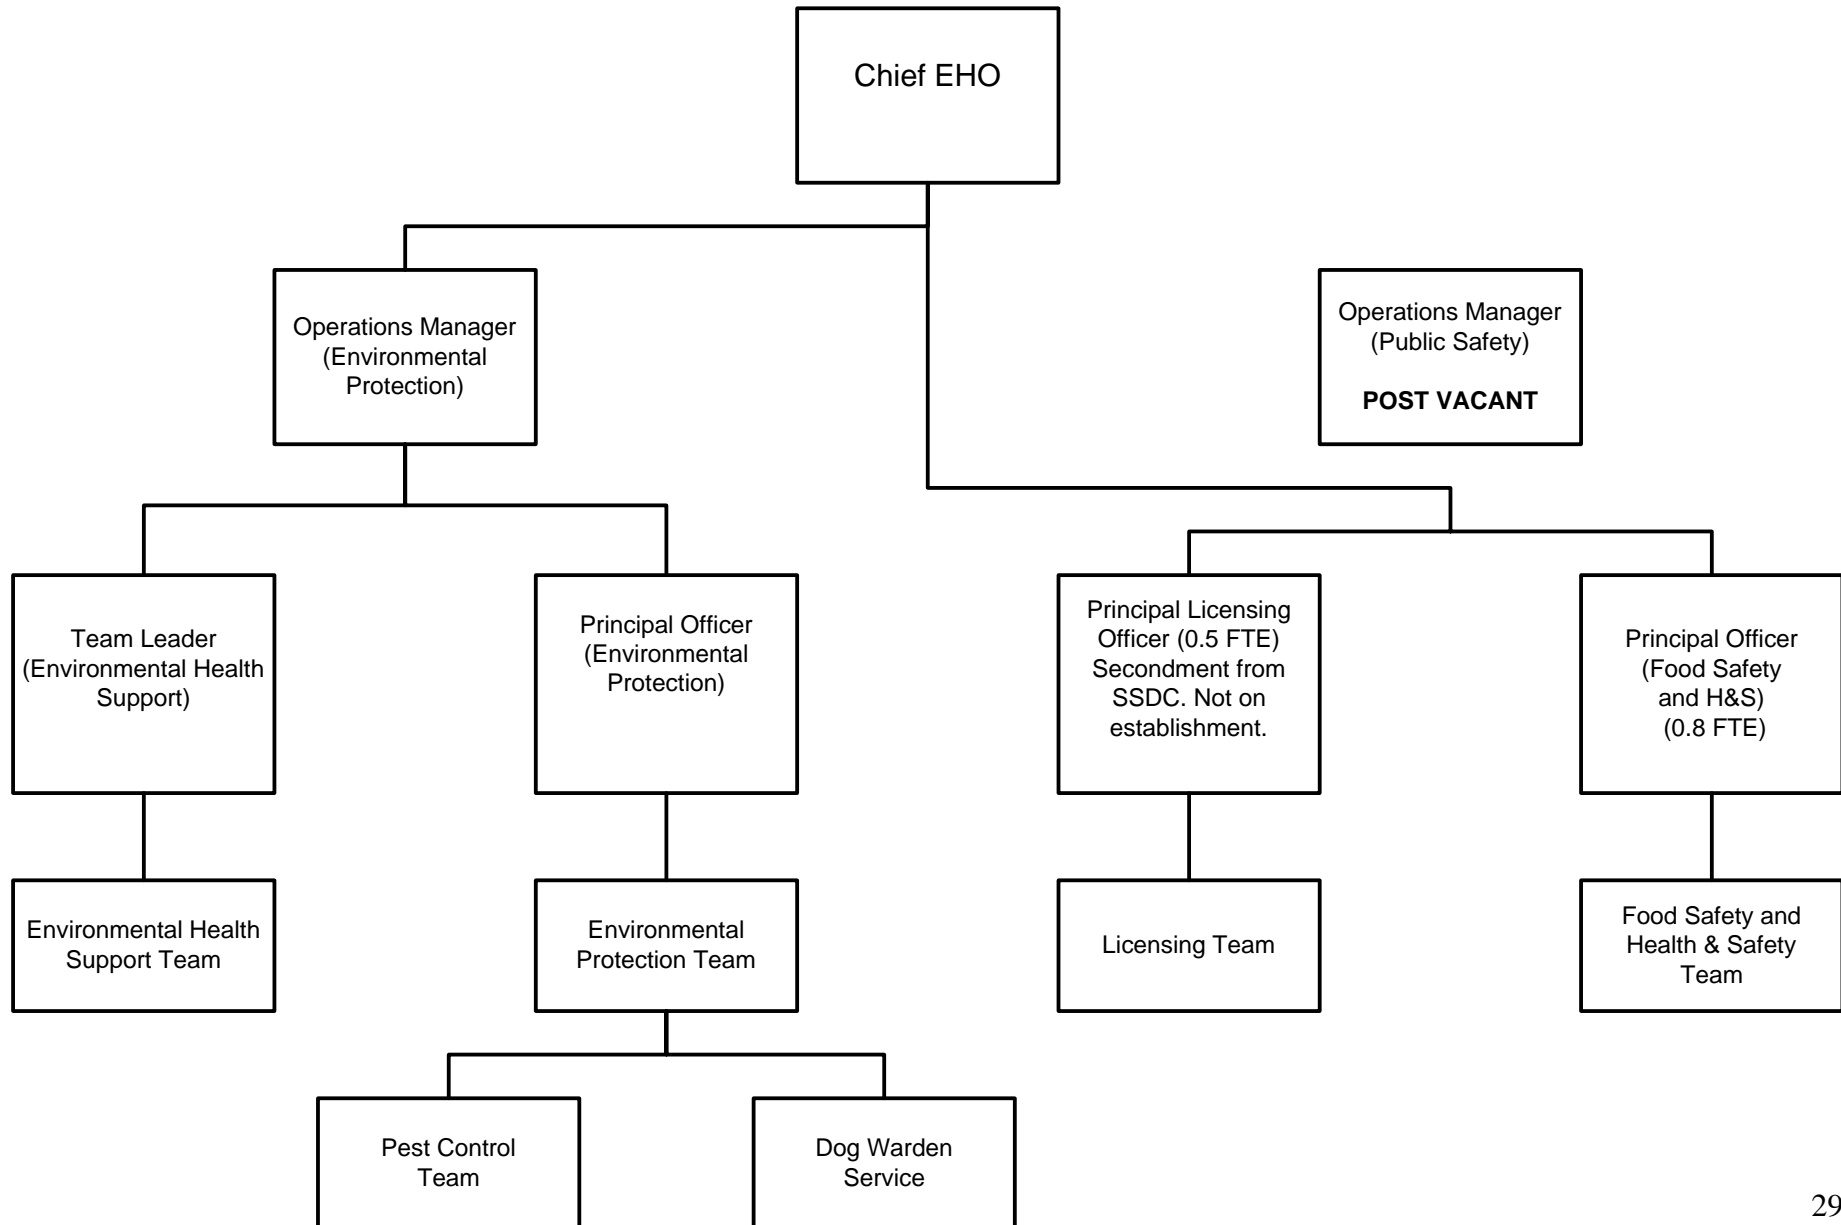 Chief EHO
Operations Manager
(Environmental
Protection)
Operations Manager
(Public Safety)
POST VACANT
Team Leader
(Environmental Health
Support)
Principal Officer
(Environmental
Protection)
Principal Licensing
Officer (0.5 FTE)
Secondment from
SSDC. Not on
establishment.
Principal Officer
(Food Safety
and H&S)
(0.8 FTE)
Environmental Health
Support Team
Environmental
Protection Team
Licensing Team
Food Safety and
Health & Safety
Team
Pest Control
Team
Dog Warden
Service
29